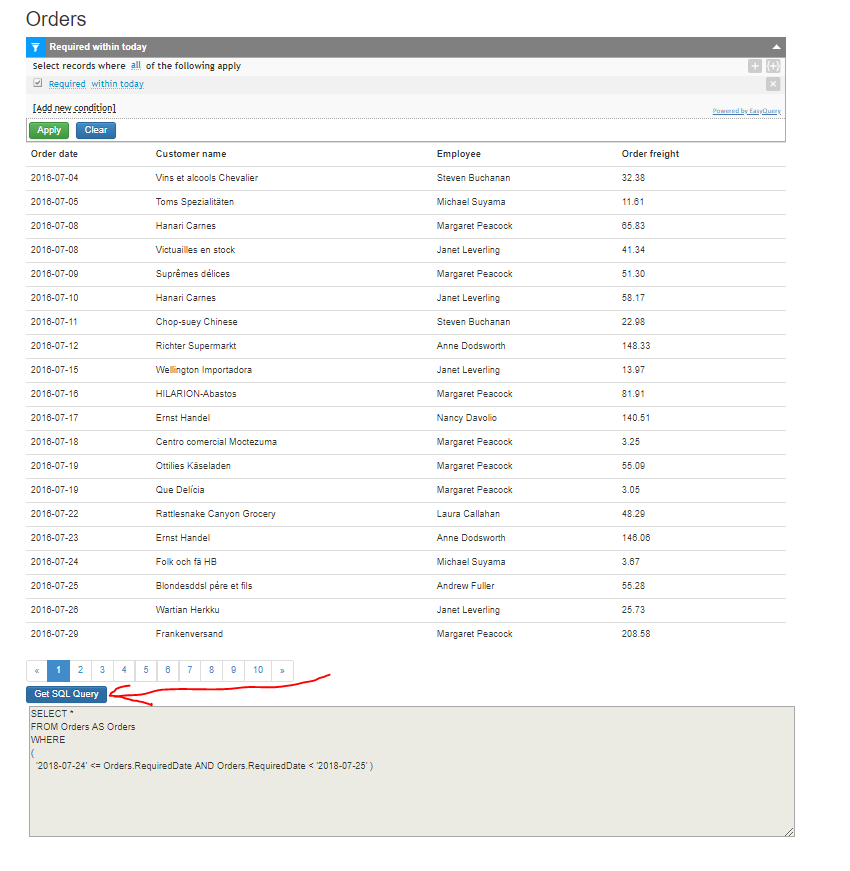 Orders
Required within today
Select records where all of the following apply
Required within today
[Add new condition]
Powered by EasyQuery
Apply Clear
Order date Customer name Employee Order freight
2016-07-04 Vins et alcools Chevalier Steven Buchanan 32.38
2016-07-05 Toms Spezialitäten Michael Suyama 11.61
2016-07-08 Hanari Carnes Margaret Peacock 65.83
2016-07-08 Victuailles en stock Janet Leverling 41.34
2016-07-09 Suprêmes délices Margaret Peacock 51.30
2016-07-10 Hanari Carnes Janet Leverling 58.17
2016-07-11 Chop-suey Chinese Steven Buchanan 22.98
2016-07-12 Richter Supermarkt Anne Dodsworth 148.33
2016-07-15 Wellington Importadora Janet Leverling 13.97
2016-07-16 HILARION-Abastos Margaret Peacock 81.91
2016-07-17 Ernst Handel Nancy Davolio 140.51
2016-07-18 Centro comercial Moctezuma Margaret Peacock 3.25
2016-07-19 Ottilies Käseladen Margaret Peacock 55.09
2016-07-19 Que Delícia Margaret Peacock 3.05
2016-07-22 Rattlesnake Canyon Grocery Laura Callahan 48.29
2016-07-23 Ernst Handel Anne Dodsworth 146.06
2016-07-24 Folk och fä HB Michael Suyama 3.67
2016-07-25 Blondesddsl père et fils Andrew Fuller 55.28
2016-07-26 Wartian Herkku Janet Leverling 25.73
2016-07-29 Frankenversand Margaret Peacock 208.58
« 1 2 3 4 5 6 7 8 9 10 »
Get SQL Query
SELECT *
FROM Orders AS Orders
WHERE
(
'2018-07-24' <= Orders.RequiredDate AND Orders.RequiredDate < '2018-07-25' )